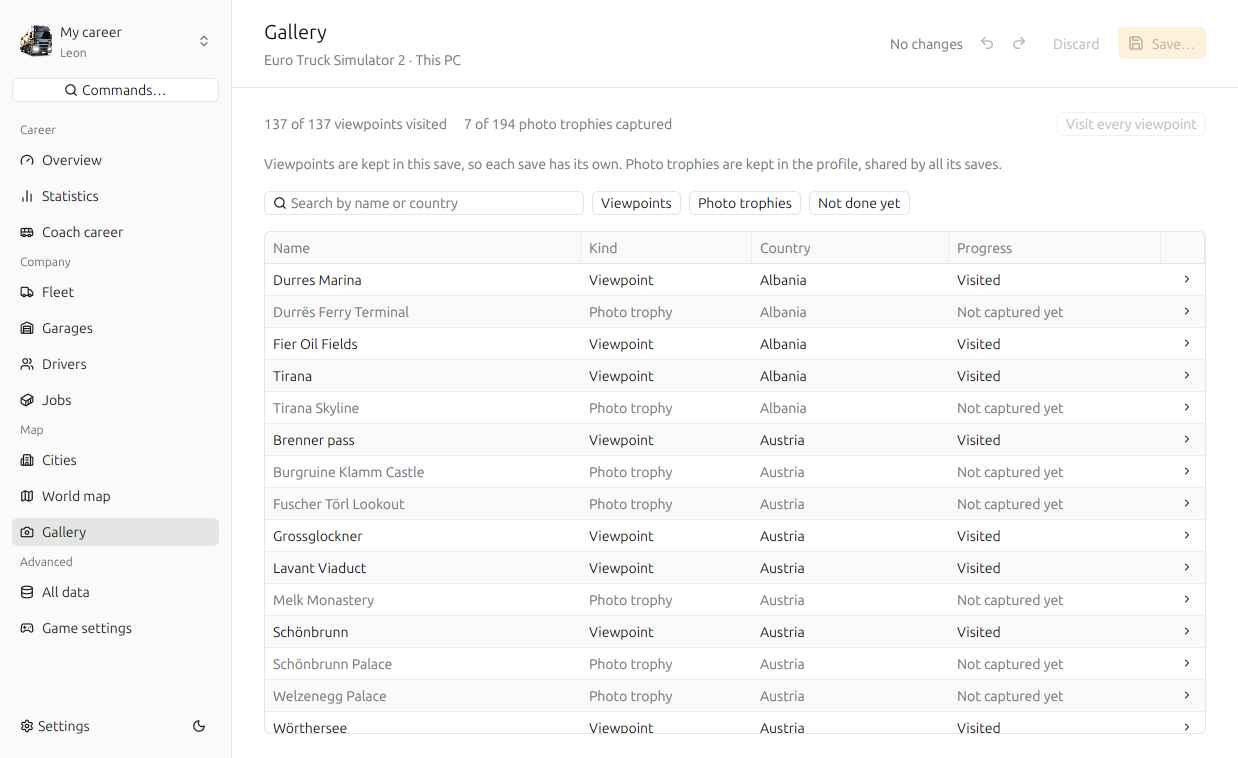 My career
Leon
Commands…
Career
Overview
Statistics
Coach career
Company
Fleet
Garages
Drivers
Jobs
Map
Cities
World map
Gallery
Advanced
All data
Game settings
Settings
Gallery
Euro Truck Simulator 2 · This PC
No changes
Discard
Save…
137 of 137 viewpoints visited 7 of 194 photo trophies captured
Visit every viewpoint
Viewpoints are kept in this save, so each save has its own. Photo trophies are kept in the profile, shared by all its saves.
Search by name or country
Viewpoints
Photo trophies
Not done yet
Name Kind Country Progress
Durres Marina Viewpoint Albania Visited
Durrës Ferry Terminal Photo trophy Albania Not captured yet
Fier Oil Fields Viewpoint Albania Visited
Tirana Viewpoint Albania Visited
Tirana Skyline Photo trophy Albania Not captured yet
Brenner pass Viewpoint Austria Visited
Burgruine Klamm Castle Photo trophy Austria Not captured yet
Fuscher Törl Lookout Photo trophy Austria Not captured yet
Grossglockner Viewpoint Austria Visited
Lavant Viaduct Viewpoint Austria Visited
Melk Monastery Photo trophy Austria Not captured yet
Schönbrunn Viewpoint Austria Visited
Schönbrunn Palace Photo trophy Austria Not captured yet
Welzenegg Palace Photo trophy Austria Not captured yet
Wörthersee Viewpoint Austria Visited